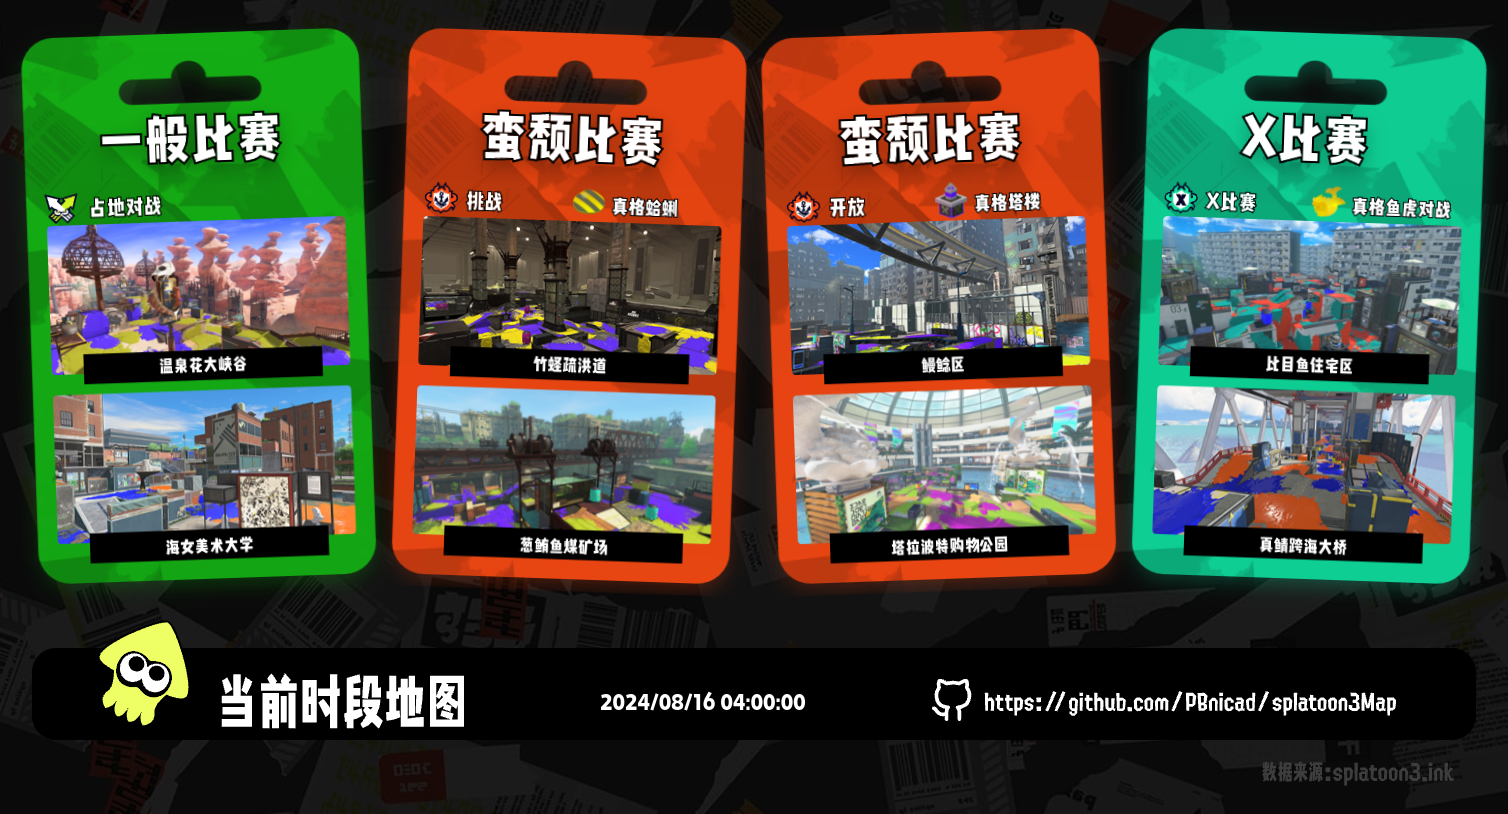 一般比赛
占地对战
温泉花大峡谷
海女美术大学
蛮颓比赛
挑战
真格蛤蜊
竹蛏疏洪道
葱鲔鱼煤矿场
蛮颓比赛
开放
真格塔楼
鳗鲶区
塔拉波特购物公园
X比赛
X比赛
真格鱼虎对战
比目鱼住宅区
真鲭跨海大桥
当前时段地图
2024/08/16 04:00:00
https://github.com/PBnicad/splatoon3Map
数据来源:splatoon3.ink